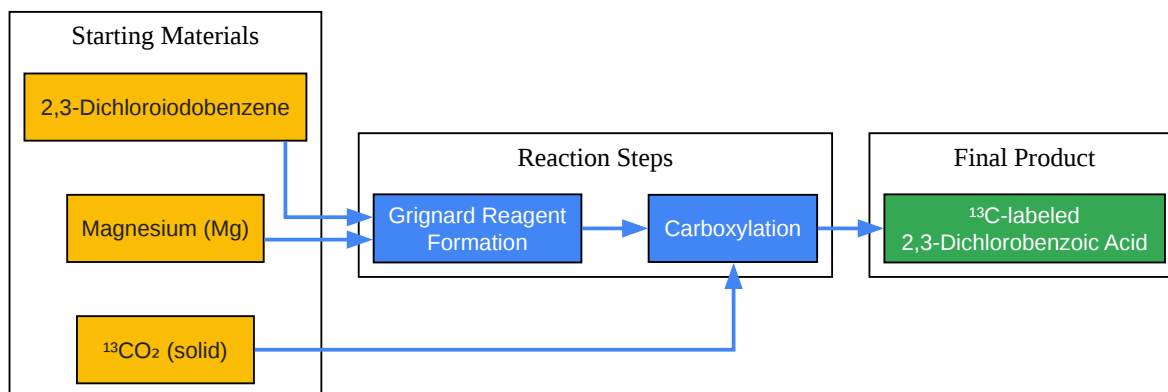 Starting Materials
2,3-Dichloroiodobenzene
Magnesium (Mg)
¹³CO₂ (solid)
Reaction Steps
Grignard Reagent
Formation
Carboxylation
Final Product
¹³C-labeled
2,3-Dichlorobenzoic Acid